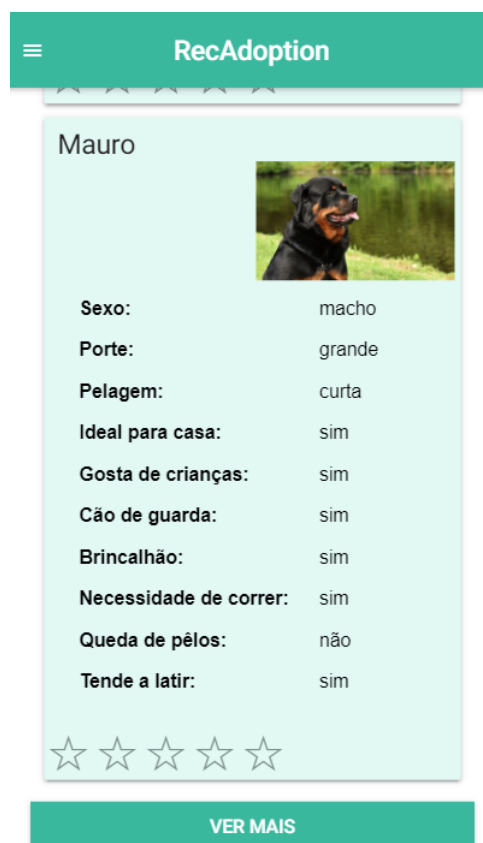 RecAdoption
Mauro
Sexo: macho
Porte: grande
Pelagem: curta
Ideal para casa: sim
Gosta de crianças: sim
Cão de guarda: sim
Brincalhão: sim
Necessidade de correr: sim
Queda de pêlos: não
Tende a latir: sim
VER MAIS